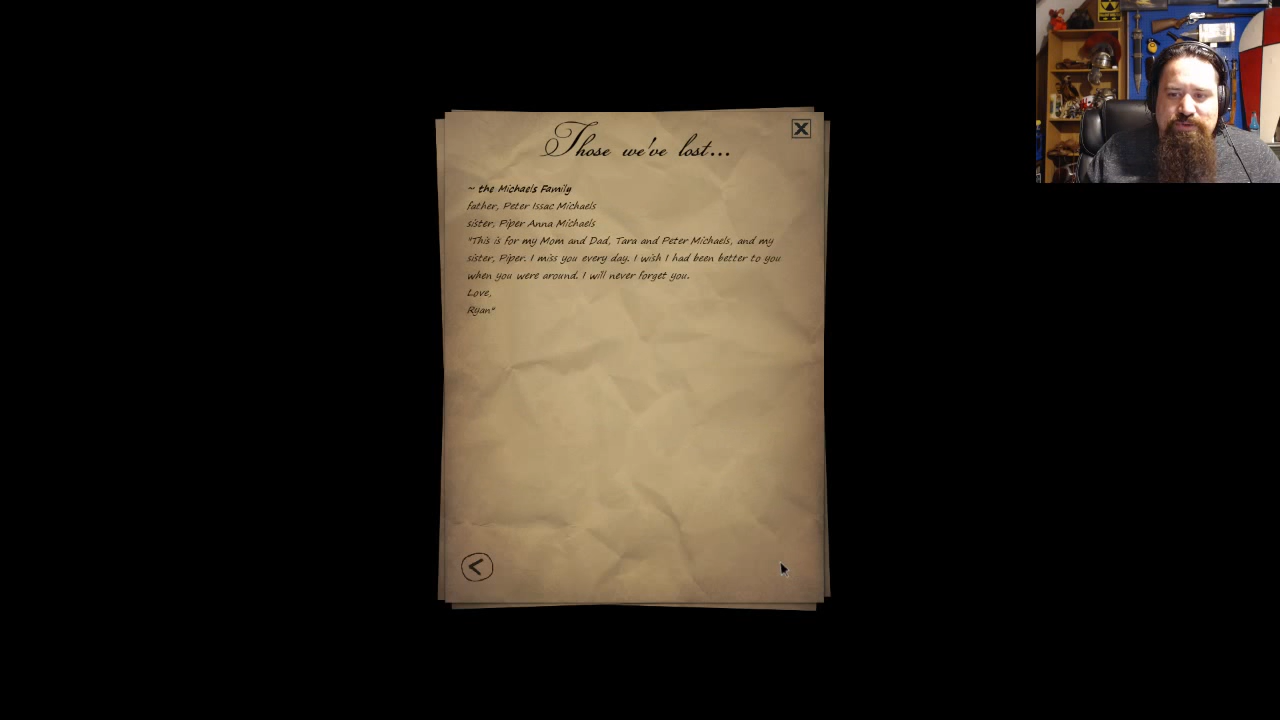 Those we've lost...
~ the Michaels Family
father, Peter Issac Michaels
sister, Piper Anna Michaels
"This is for my Mom and Dad, Tara and Peter Michaels, and my
sister, Piper. I miss you every day. I wish I had been better to you
when you were around. I will never forget you.
Love,
Ryan"